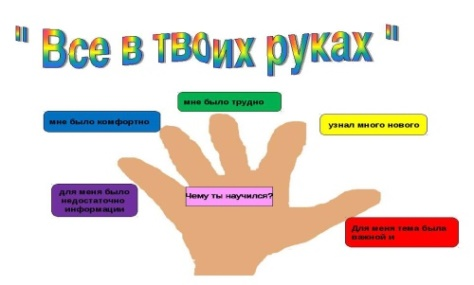 " Все в твоих руках "
мне было трудно
мне было комфортно
узнал много нового
для меня было
недостаточно
информации
Чему ты научился?
Для меня тема была
важной и